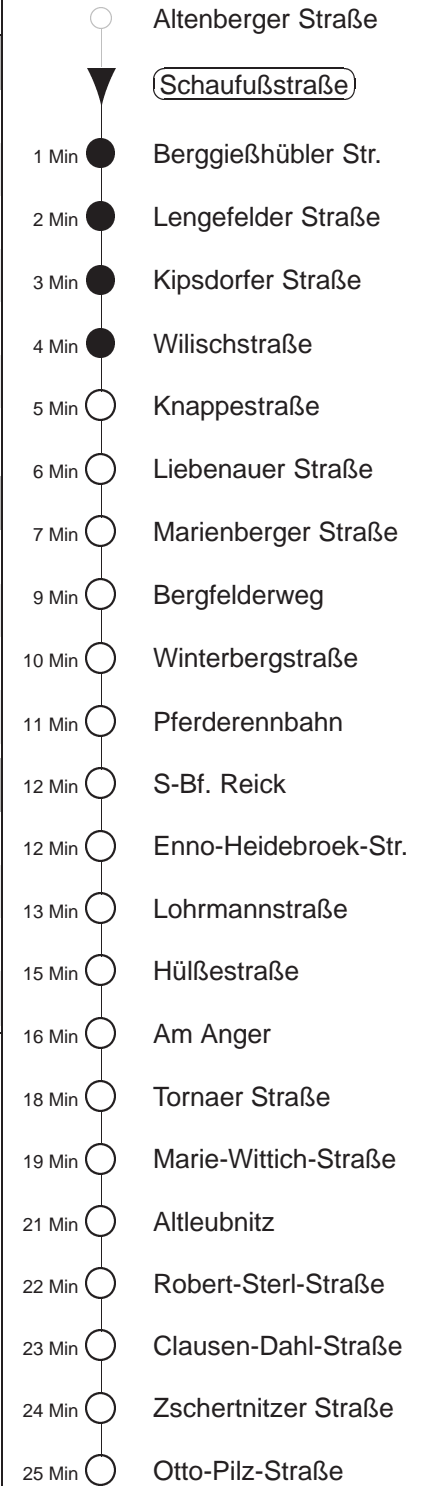 Altenberger Straße
Schaufußstraße
1 Min Berggießhübler Str.
2 Min Lengefelder Straße
3 Min Kipsdorfer Straße
4 Min Wilischstraße
5 Min Knappestraße
6 Min Liebenauer Straße
7 Min Marienberger Straße
9 Min Bergfelderweg
10 Min Winterbergstraße
11 Min Pferderennbahn
12 Min S-Bf. Reick
12 Min Enno-Heidebroek-Str.
13 Min Lohrmannstraße
15 Min Hülßestraße
16 Min Am Anger
18 Min Tornaer Straße
19 Min Marie-Wittich-Straße
21 Min Altleubnitz
22 Min Robert-Sterl-Straße
23 Min Clausen-Dahl-Straße
24 Min Zschertnitzer Straße
25 Min Otto-Pilz-Straße